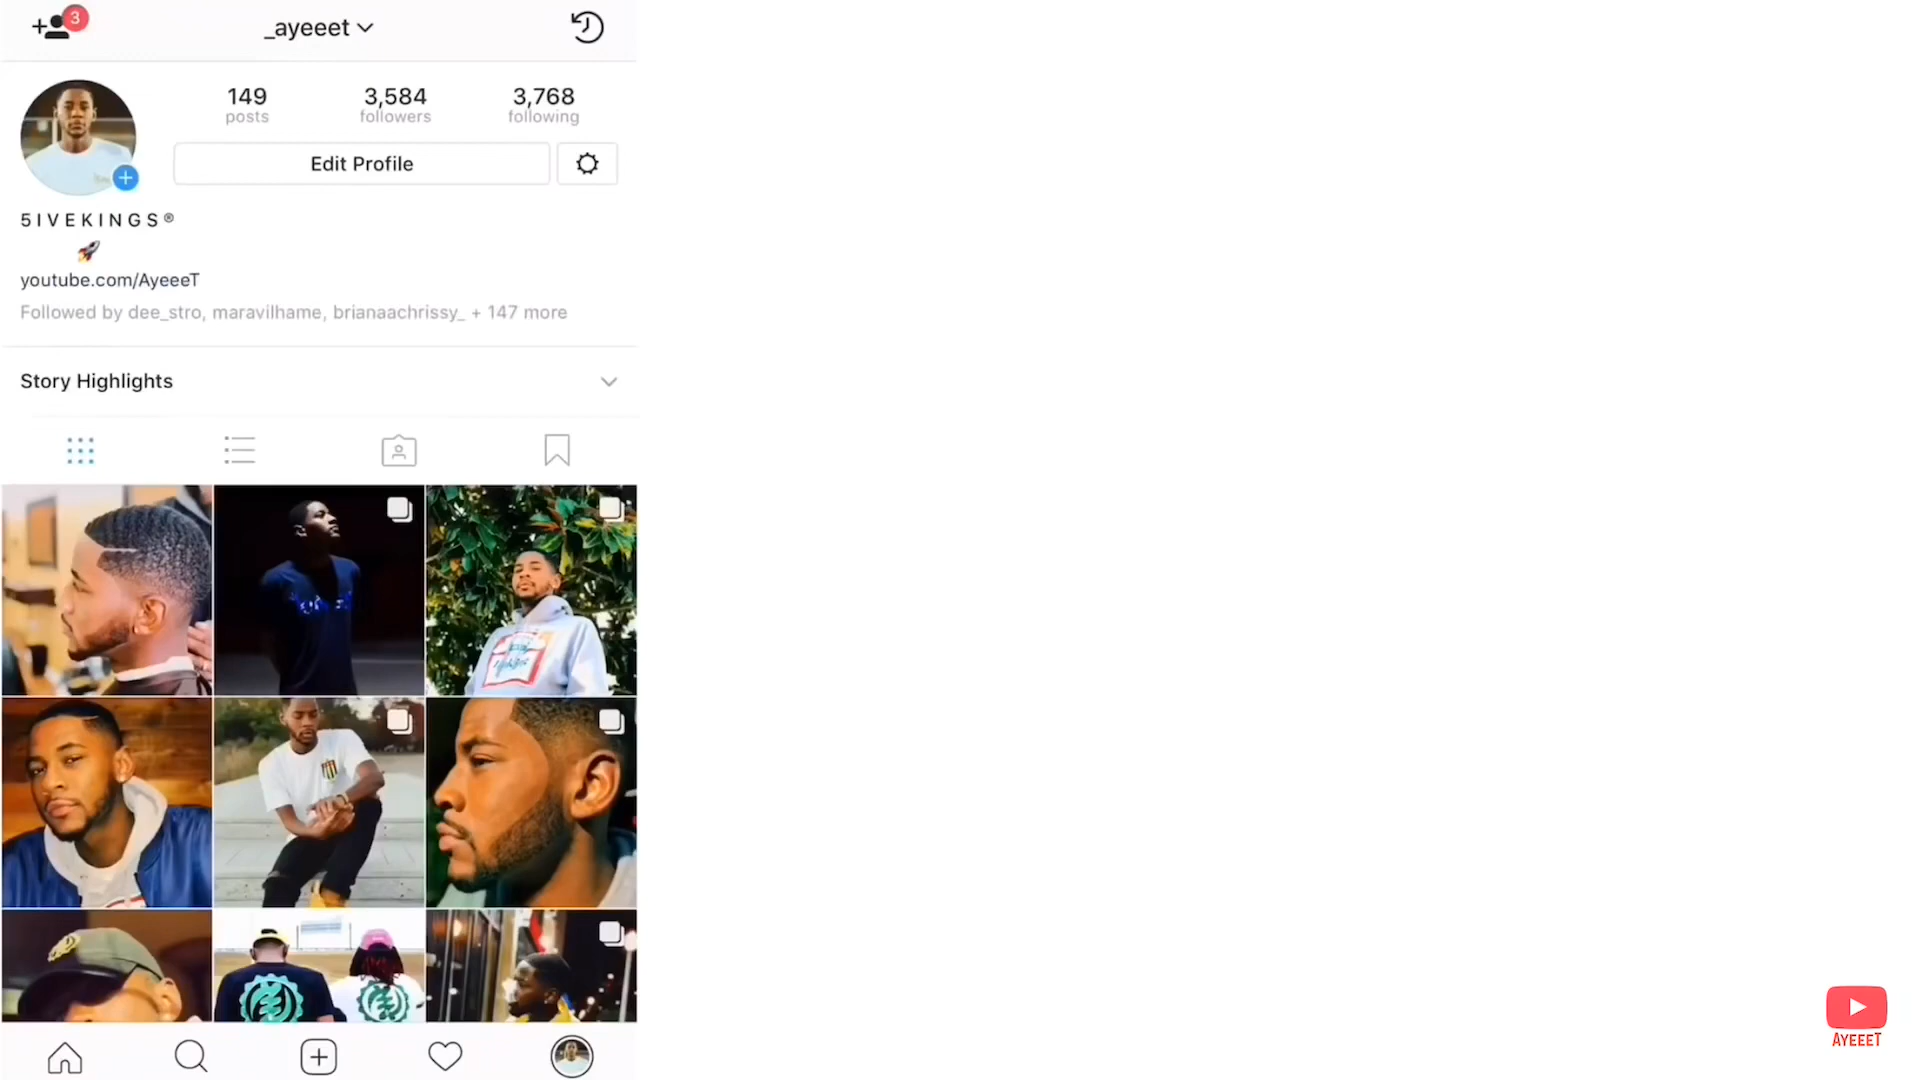 3
_ayeeet
149
3,584
3,768
posts
followers
following
Edit Profile
5IVEKINGS®
youtube.com/AyeeeT
Followed by dee_stro, maravilhame, brianaachrissy_ + 147 more
Story Highlights
AYEEET